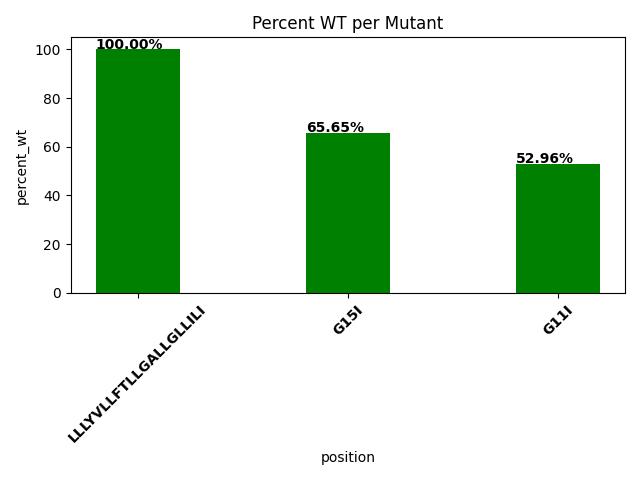 Percent WT per Mutant
percent_wt
100
80
60
40
20
0
100.00%
65.65%
52.96%
LLLYVLLFTLLGALLGLLILI
G15I
G11I
position